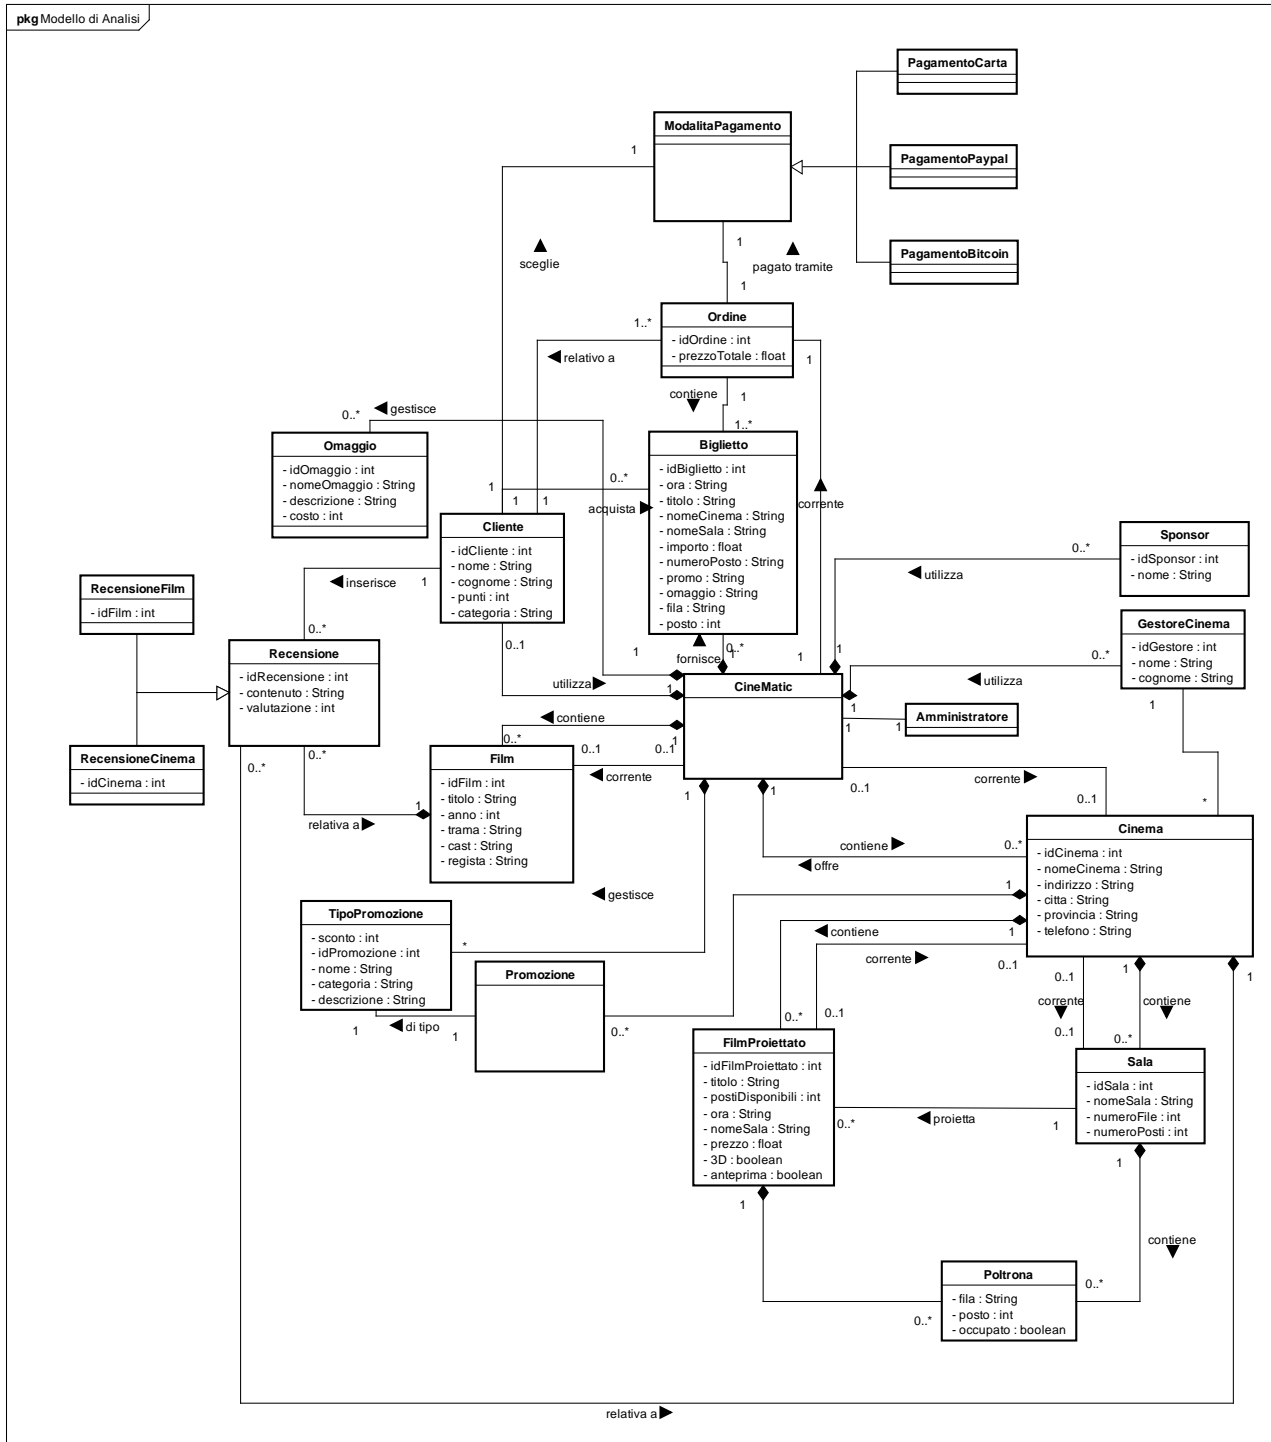 pkg Modello di Analisi
PagamentoCarta
ModalitaPagamento
1
PagamentoPaypal
sceglie
1
pagato tramite
PagamentoBitcoin
1
Ordine
- idOrdine : int
- prezzoTotale : float
1..*
relativo a
1
contiene
1
gestisce
0..*
1..*
Omaggio
- idOmaggio : int
- nomeOmaggio : String
- descrizione : String
- costo : int
Biglietto
- idBiglietto : int
- ora : String
- titolo : String
- nomeCinema : String
- nomeSala : String
- importo : float
- numeroPosto : String
- promo : String
- omaggio : String
- fila : String
- posto : int
1
0..*
acquista
1
1
corrente
Cliente
- idCliente : int
- nome : String
- cognome : String
- punti : int
- categoria : String
Sponsor
- idSponsor : int
- nome : String
0..*
utilizza
1
inserisce
1
0..*
RecensioneFilm
- idFilm : int
GestoreCinema
- idGestore : int
- nome : String
- cognome : String
0..*
utilizza
1
1
Recensione
- idRecensione : int
- contenuto : String
- valutazione : int
0..1
utilizza
1
1
fornisce
0..*
1
1
CineMatic
Amministratore
1
1
contiene
1
0..*
0..1
0..1
corrente
RecensioneCinema
- idCinema : int
0..*
0..*
relativa a
1
Film
- idFilm : int
- titolo : String
- anno : int
- trama : String
- cast : String
- regista : String
corrente
0..1
0..1
*
1
1
contiene
0..*
offre
Cinema
- idCinema : int
- nomeCinema : String
- indirizzo : String
- citta : String
- provincia : String
- telefono : String
gestisce
1
TipoPromozione
- sconto : int
- idPromozione : int
- nome : String
- categoria : String
- descrizione : String
*
contiene
1
corrente
0..1
Promozione
1
di tipo
1
0..*
0..*
0..1
0..1
corrente
0..1
1
contiene
0..*
1
FilmProiettato
- idFilmProiettato : int
- titolo : String
- postiDisponibili : int
- ora : String
- nomeSala : String
- prezzo : float
- 3D : boolean
- anteprima : boolean
Sala
- idSala : int
- nomeSala : String
- numeroFile : int
- numeroPosti : int
0..*
proietta
1
1
1
contiene
Poltrona
- fila : String
- posto : int
- occupato : boolean
0..*
0..*
relativa a